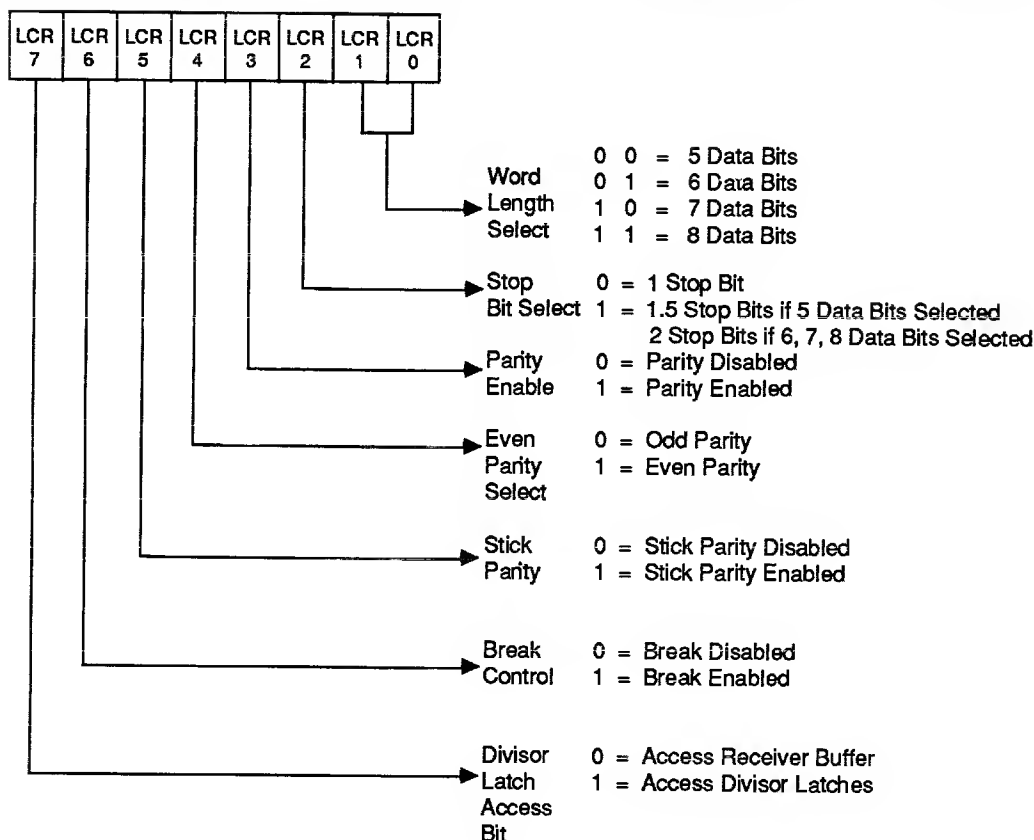 LCR 7 LCR 6 LCR 5 LCR 4 LCR 3 LCR 2 LCR 1 LCR 0
Word Length Select
0 0 = 5 Data Bits
0 1 = 6 Data Bits
1 0 = 7 Data Bits
1 1 = 8 Data Bits
Stop Bit Select
0 = 1 Stop Bit
1 = 1.5 Stop Bits if 5 Data Bits Selected
2 Stop Bits if 6, 7, 8 Data Bits Selected
Parity Enable
0 = Parity Disabled
1 = Parity Enabled
Even Parity Select
0 = Odd Parity
1 = Even Parity
Stick Parity
0 = Stick Parity Disabled
1 = Stick Parity Enabled
Break Control
0 = Break Disabled
1 = Break Enabled
Divisor Latch Access Bit
0 = Access Receiver Buffer
1 = Access Divisor Latches